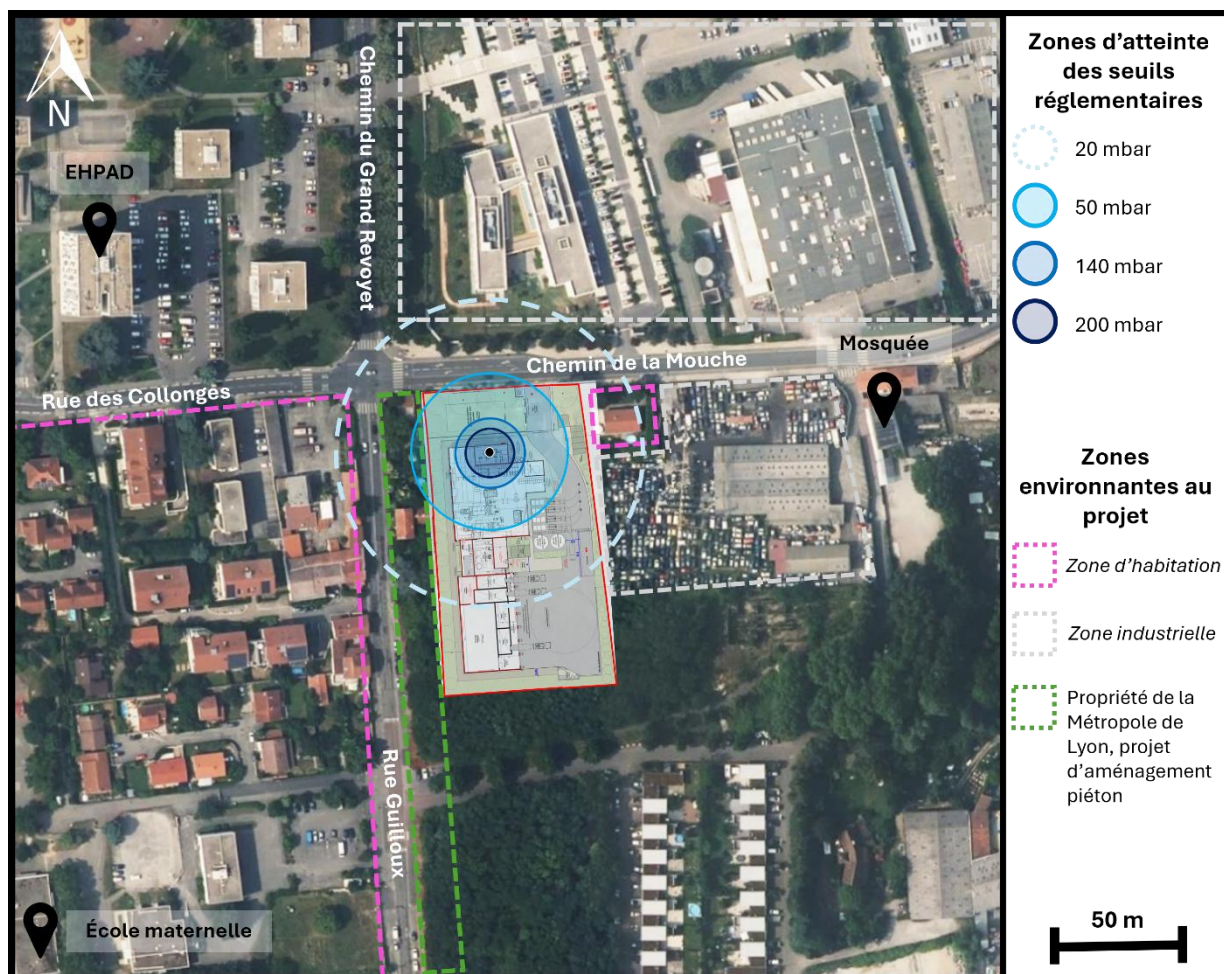 N
EHPAD
Chemin du Grand Revoyet
Rue des Collonges
Chemin de la Mouche
Mosquée
Rue Guilloux
École maternelle
Zones d’atteinte
des seuils
réglementaires
20 mbar
50 mbar
140 mbar
200 mbar
Zones
environnantes au
projet
Zone d’habitation
Zone industrielle
Propriété de la
Métropole de
Lyon, projet
d’aménagement
piéton
50 m